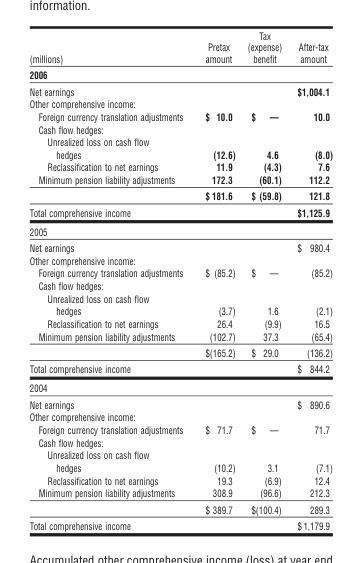 information.
Tax
Pretax (expense) After-tax
(millions) amount benefit amount
2006
Net earnings $1,004.1
Other comprehensive income:
Foreign currency translation adjustments $ 10.0 $ — 10.0
Cash flow hedges:
Unrealized loss on cash flow
hedges (12.6) 4.6 (8.0)
Reclassification to net earnings 11.9 (4.3) 7.6
Minimum pension liability adjustments 172.3 (60.1) 112.2
$181.6 $ (59.8) 121.8
Total comprehensive income $1,125.9
2005
Net earnings $ 980.4
Other comprehensive income:
Foreign currency translation adjustments $ (85.2) $ — (85.2)
Cash flow hedges:
Unrealized loss on cash flow
hedges (3.7) 1.6 (2.1)
Reclassification to net earnings 26.4 (9.9) 16.5
Minimum pension liability adjustments (102.7) 37.3 (65.4)
$(165.2) $ 29.0 (136.2)
Total comprehensive income $ 844.2
2004
Net earnings $ 890.6
Other comprehensive income:
Foreign currency translation adjustments $ 71.7 $ — 71.7
Cash flow hedges:
Unrealized loss on cash flow
hedges (10.2) 3.1 (7.1)
Reclassification to net earnings 19.3 (6.9) 12.4
Minimum pension liability adjustments 308.9 (96.6) 212.3
$ 389.7 $(100.4) 289.3
Total comprehensive income $1,179.9
Accumulated other comprehensive income (loss) at year end